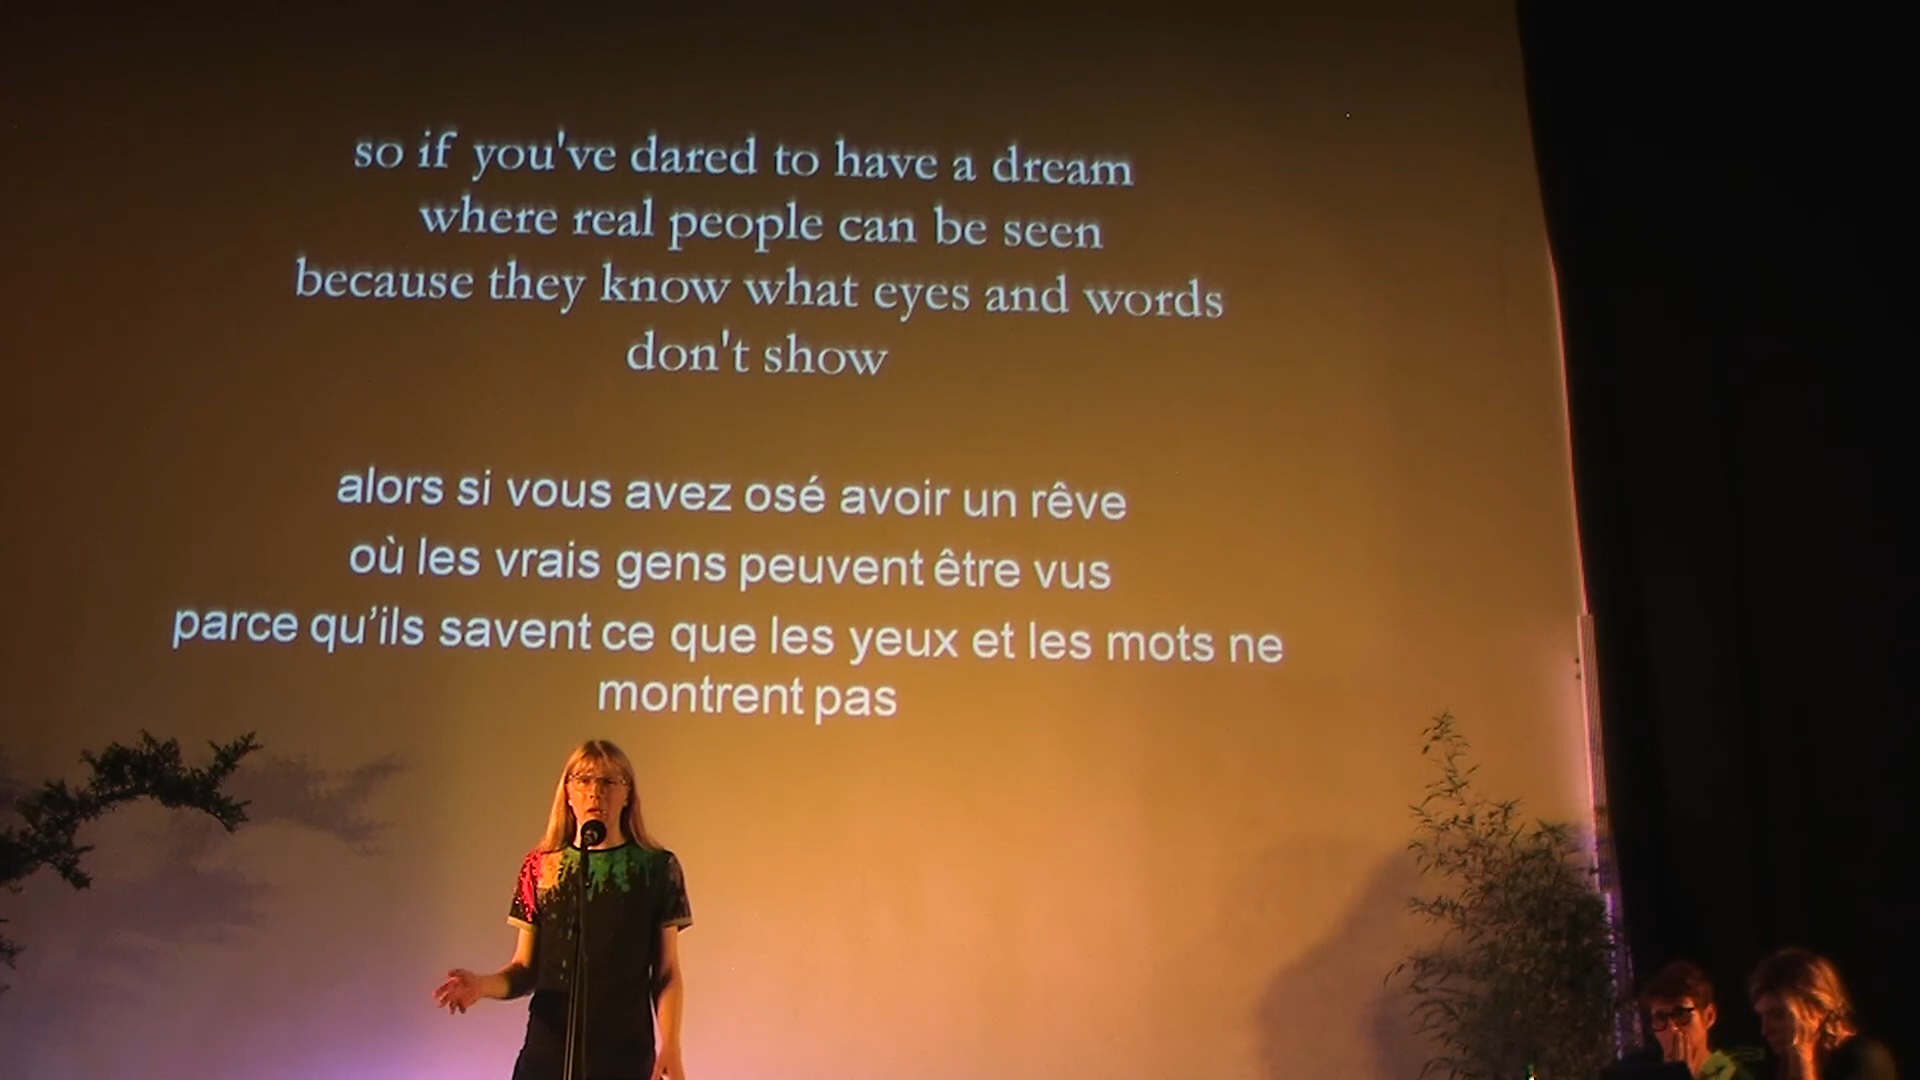 so if you've dared to have a dream
where real people can be seen
because they know what eyes and words
don't show
alors si vous avez osé avoir un rêve
où les vrais gens peuvent être vus
parce qu’ils savent ce que les yeux et les mots ne
montrent pas